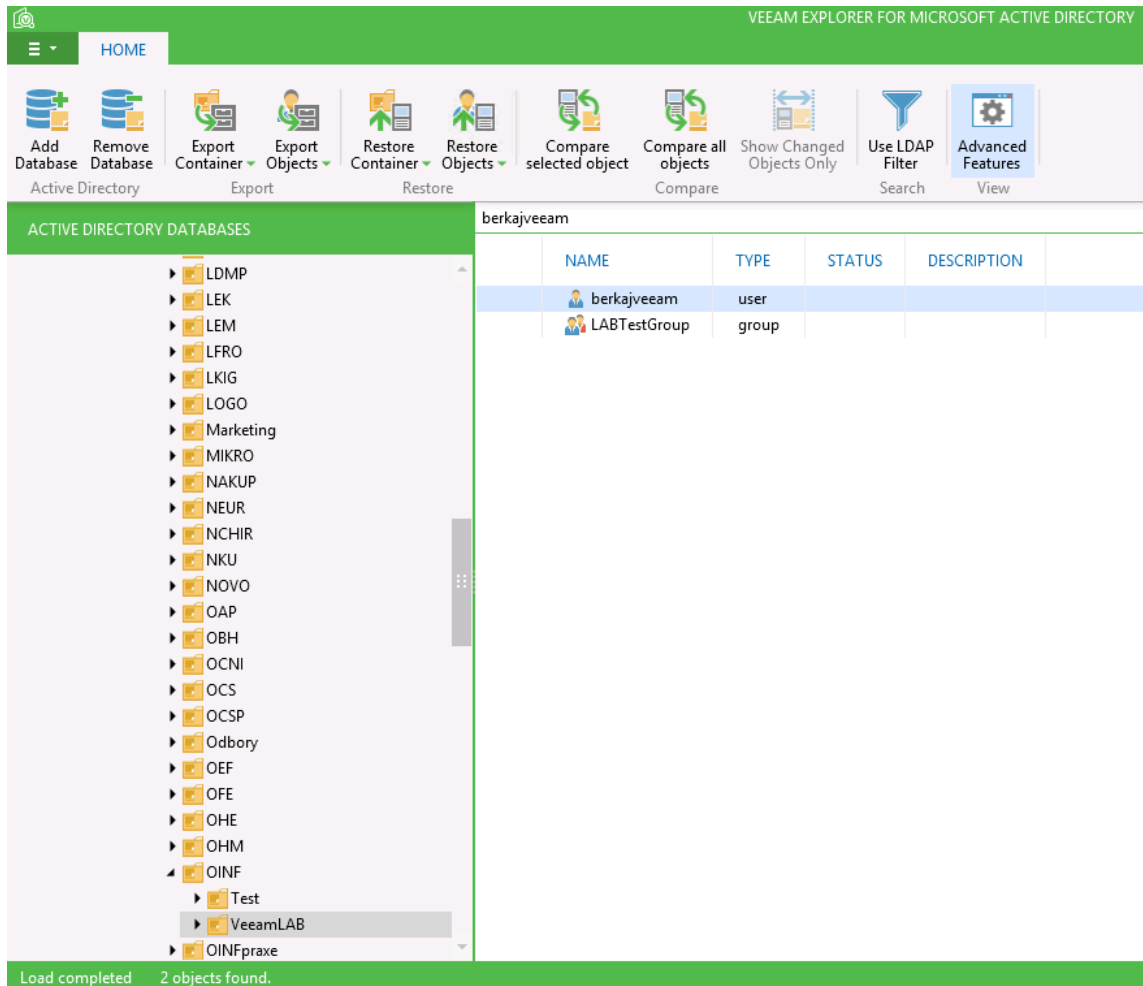 VEEAM EXPLORER FOR MICROSOFT ACTIVE DIRECTORY
HOME
Add Database
Remove Database
Export Container
Export Objects
Restore Container
Restore Objects
Compare selected object
Compare all objects
Show Changed Objects Only
Use LDAP Filter
Advanced Features
Active Directory
Export
Restore
Compare
Search
View
ACTIVE DIRECTORY DATABASES
LDMP
LEK
LEM
LFRO
LKIG
LOGO
Marketing
MIKRO
NAKUP
NEUR
NCHIR
NKU
NOVO
OAP
OBH
OCNI
OCS
OCSP
Odbory
OEF
OFE
OHE
OHM
OINF
Test
VeeamLAB
OINFpraxe
berkajveeam
NAME TYPE STATUS DESCRIPTION
berkajveeam user
LABTestGroup group
Load completed 2 objects found.